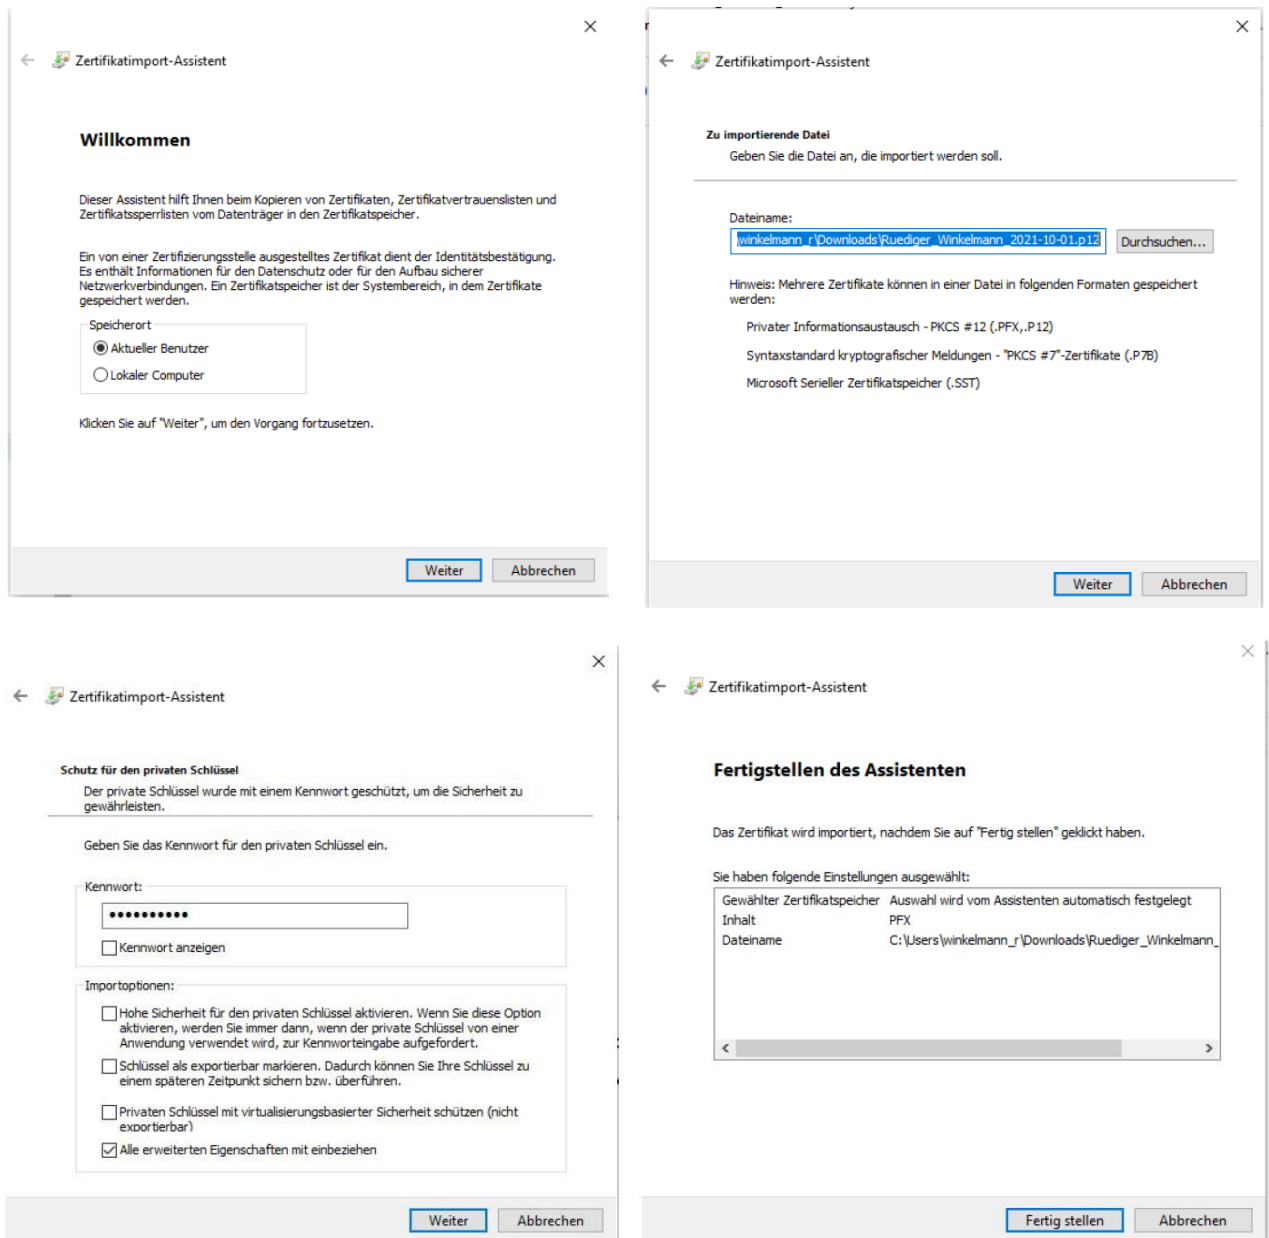 Zertifikatimport-Assistent
Willkommen
Dieser Assistent hilft Ihnen beim Kopieren von Zertifikaten, Zertifikatvertrauenslisten und
Zertifikatssperrlisten vom Datenträger in den Zertifikatspeicher.
Ein von einer Zertifizierungsstelle ausgestelltes Zertifikat dient der Identitätsbestätigung.
Es enthält Informationen für den Datenschutz oder für den Aufbau sicherer
Netzwerkverbindungen. Ein Zertifikatspeicher ist der Systembereich, in dem Zertifikate
gespeichert werden.
Speicherort
Aktueller Benutzer
Lokaler Computer
Klicken Sie auf "Weiter", um den Vorgang fortzusetzen.
Weiter Abbrechen
Zertifikatimport-Assistent
Zu importierende Datei
Geben Sie die Datei an, die importiert werden soll.
Dateiname:
\winkelmann_r\Downloads\Ruediger_Winkelmann_2021-10-01.p12 Durchsuchen...
Hinweis: Mehrere Zertifikate können in einer Datei in folgenden Formaten gespeichert
werden:
Privater Informationsaustausch - PKCS #12 (.PFX,.P12)
Syntaxstandard kryptografischer Meldungen - "PKCS #7"-Zertifikate (.P7B)
Microsoft Serieller Zertifikatspeicher (.SST)
Weiter Abbrechen
Zertifikatimport-Assistent
Schutz für den privaten Schlüssel
Der private Schlüssel wurde mit einem Kennwort geschützt, um die Sicherheit zu
gewährleisten.
Geben Sie das Kennwort für den privaten Schlüssel ein.
Kennwort:
●●●●●●●●●●
Kennwort anzeigen
Importoptionen:
Hohe Sicherheit für den privaten Schlüssel aktivieren. Wenn Sie diese Option
aktivieren, werden Sie immer dann, wenn der private Schlüssel von einer
Anwendung verwendet wird, zur Kennworteingabe aufgefordert.
Schlüssel als exportierbar markieren. Dadurch können Sie Ihre Schlüssel zu
einem späteren Zeitpunkt sichern bzw. überführen.
Privaten Schlüssel mit virtualisierungsbasierter Sicherheit schützen (nicht
exportierbar)
Alle erweiterten Eigenschaften mit einbeziehen
Weiter Abbrechen
Zertifikatimport-Assistent
Fertigstellen des Assistenten
Das Zertifikat wird importiert, nachdem Sie auf "Fertig stellen" geklickt haben.
Sie haben folgende Einstellungen ausgewählt:
Gewählter Zertifikatspeicher Auswahl wird vom Assistenten automatisch festgelegt
Inhalt PFX
Dateiname C:\Users\winkelmann_r\Downloads\Ruediger_Winkelmann_
Fertig stellen Abbrechen